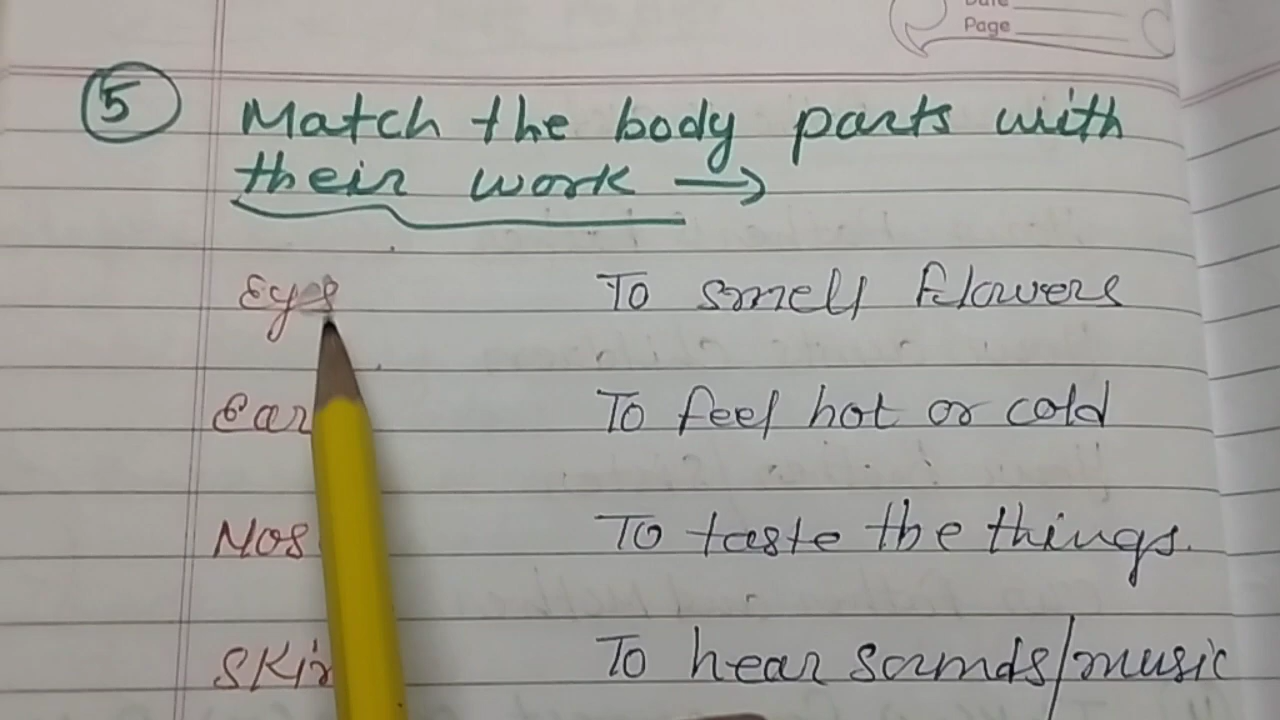 Page
5 Match the body parts with
their work →
To smell flowers
Ear To feel hot or cold
To taste the things.
To hear sounds/music